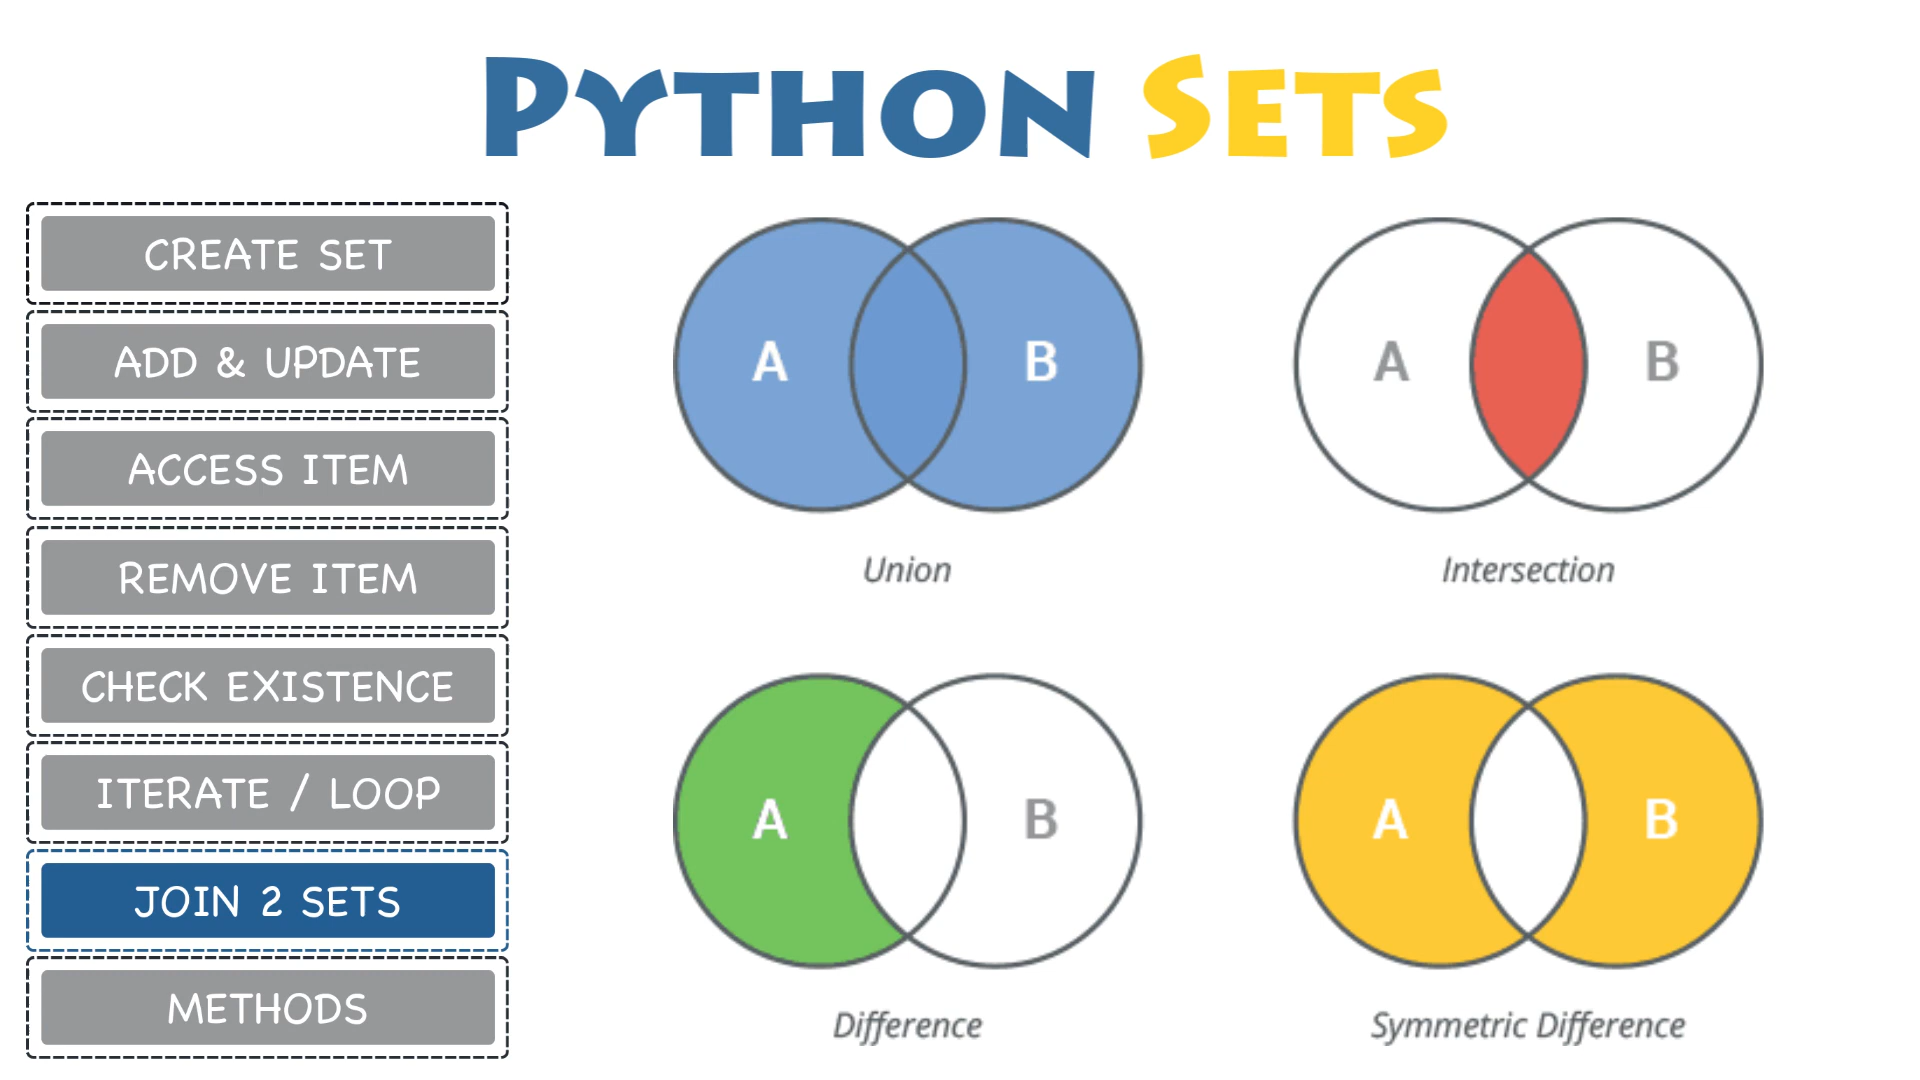 PYTHON SETS
CREATE SET
ADD & UPDATE
ACCESS ITEM
REMOVE ITEM
CHECK EXISTENCE
ITERATE / LOOP
JOIN 2 SETS
METHODS
A B
Union
A B
Intersection
A B
Difference
A B
Symmetric Difference